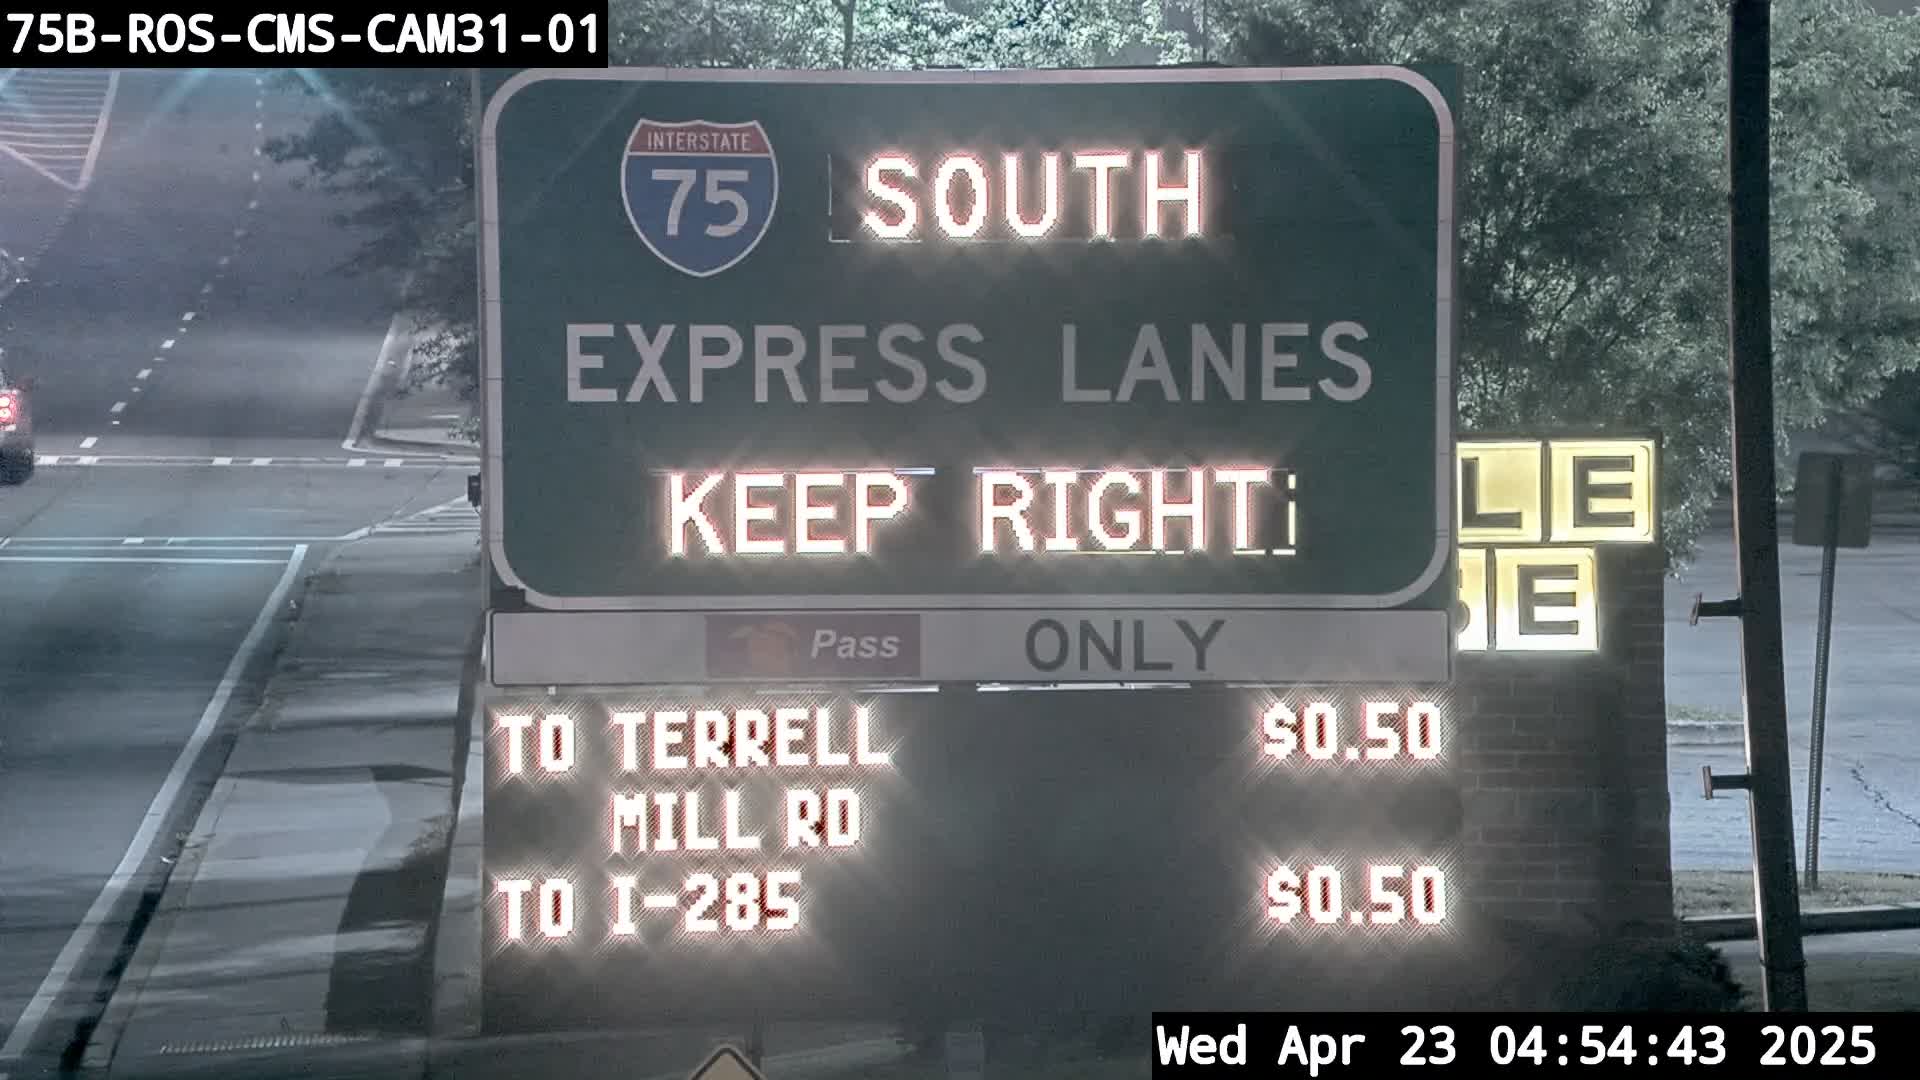 75B-ROS-CMS-CAM31-01
INTERSTATE
75
SOUTH
EXPRESS LANES
KEEP RIGHT
Pass ONLY
TO TERRELL $0.50
MILL RD
TO I-285 $0.50
LE
E
Wed Apr 23 04:54:43 2025